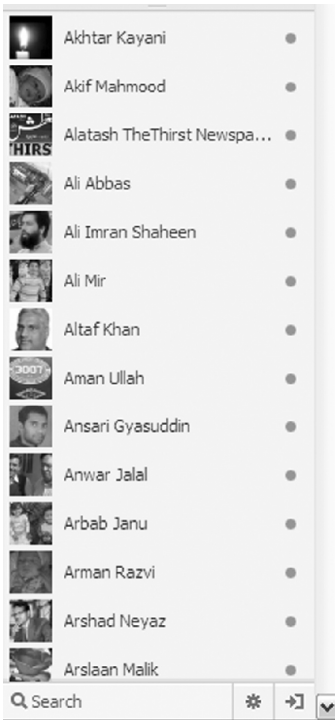 Akhtar Kayani
Akif Mahmood
Alatash TheThirst Newspa...
THIRST
Ali Abbas
Ali Imran Shaheen
Ali Mir
Altaf Khan
Aman Ullah
Ansari Gyasuddin
Anwar Jalal
Arbab Janu
Arman Razvi
Arshad Neyaz
Arslaan Malik
Search